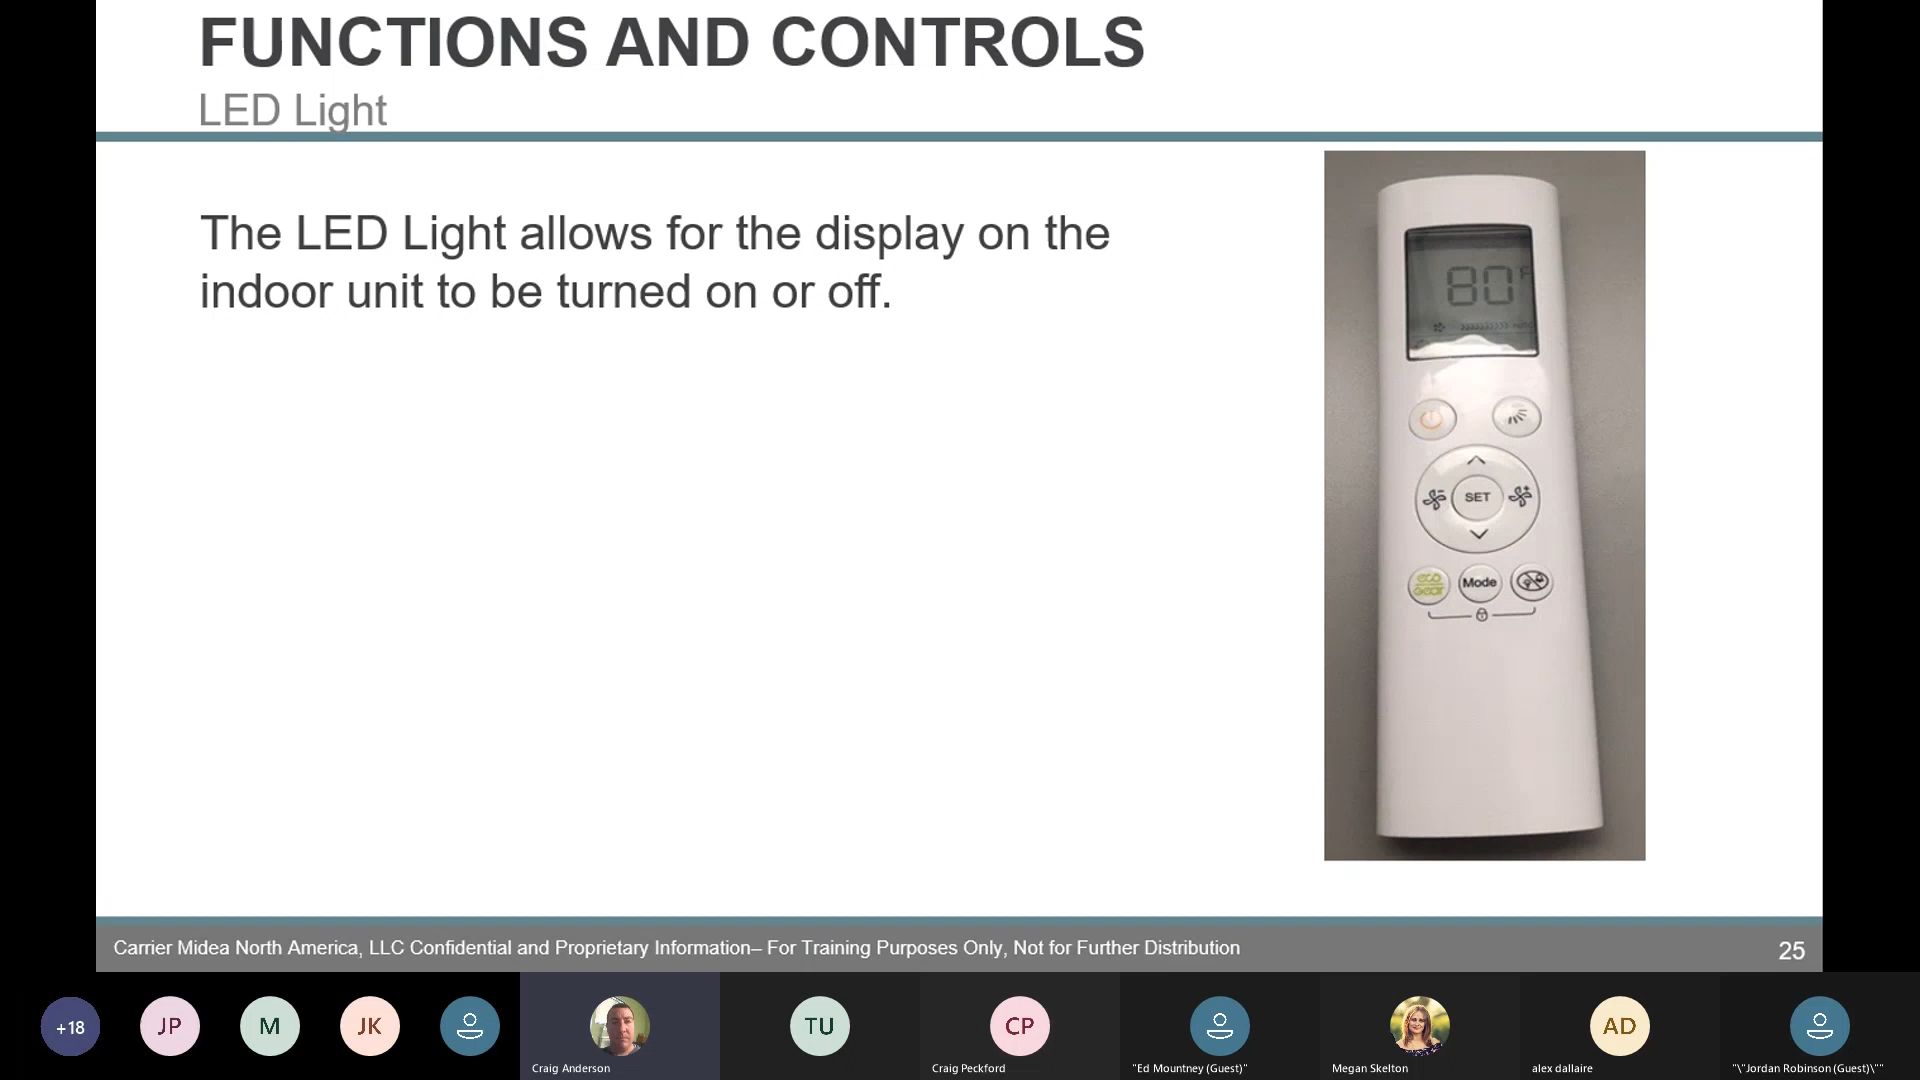 FUNCTIONS AND CONTROLS
LED Light
The LED Light allows for the display on the
indoor unit to be turned on or off.
80°F
SET
eco
Gear
Mode
Carrier Midea North America, LLC Confidential and Proprietary Information– For Training Purposes Only, Not for Further Distribution
25
+18
JP
M
JK
TU
CP
AD
Craig Anderson
Craig Peckford
"Ed Mountney (Guest)"
Megan Skelton
alex dallaire
"\"Jordan Robinson (Guest)\""